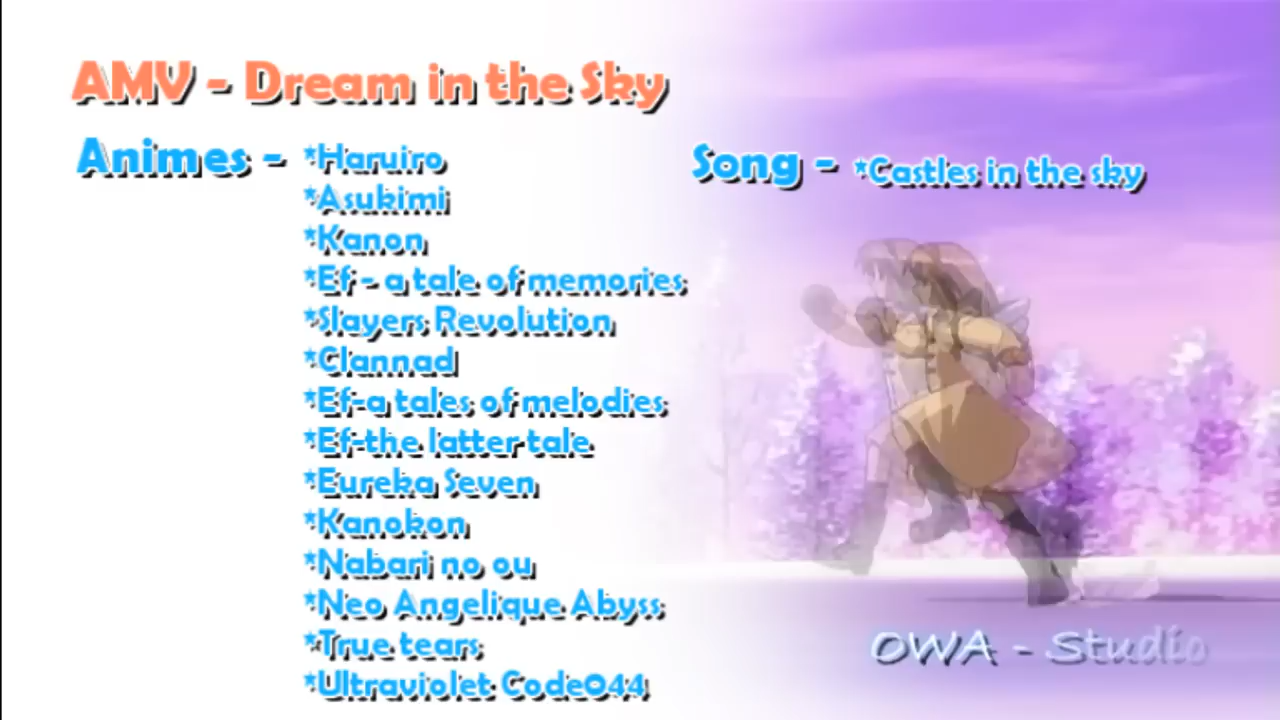 AMV - Dream in the Sky
Animes - *Haruiro
Song - *Castles in the sky
*Asukimi
*Kanon
*Ef - a tale of memories
*Slayers Revolution
*Clannad
*Ef-a tales of melodies
*Ef-the latter tale
*Eureka Seven
*Kanokon
*Nabari no ou
*Neo Angelique Abyss
*True tears
*Ultraviolet Code044
OWA - Studio